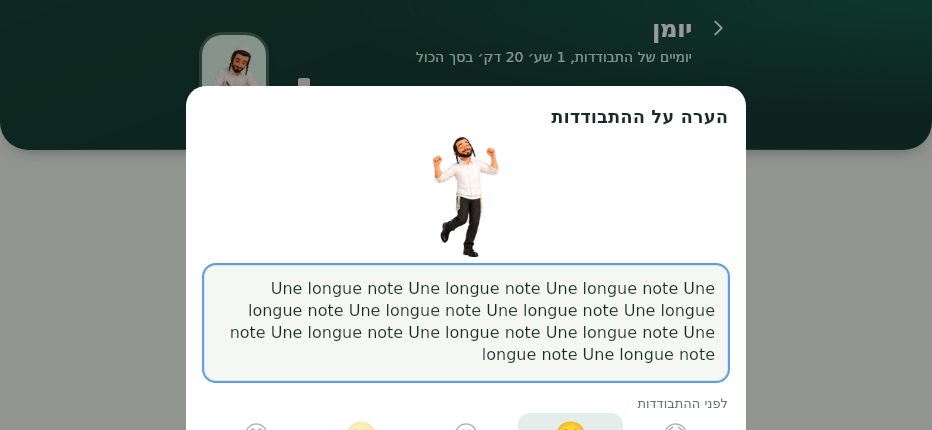 יומן
יומיים של התבודדות, 1 שע׳ 20 דק׳ בסך הכול
הערה על ההתבודדות
Une longue note Une longue note Une longue note Une
longue note Une longue note Une longue note Une longue
note Une longue note Une longue note Une longue note Une
longue note Une longue note
לפני ההתבודדות